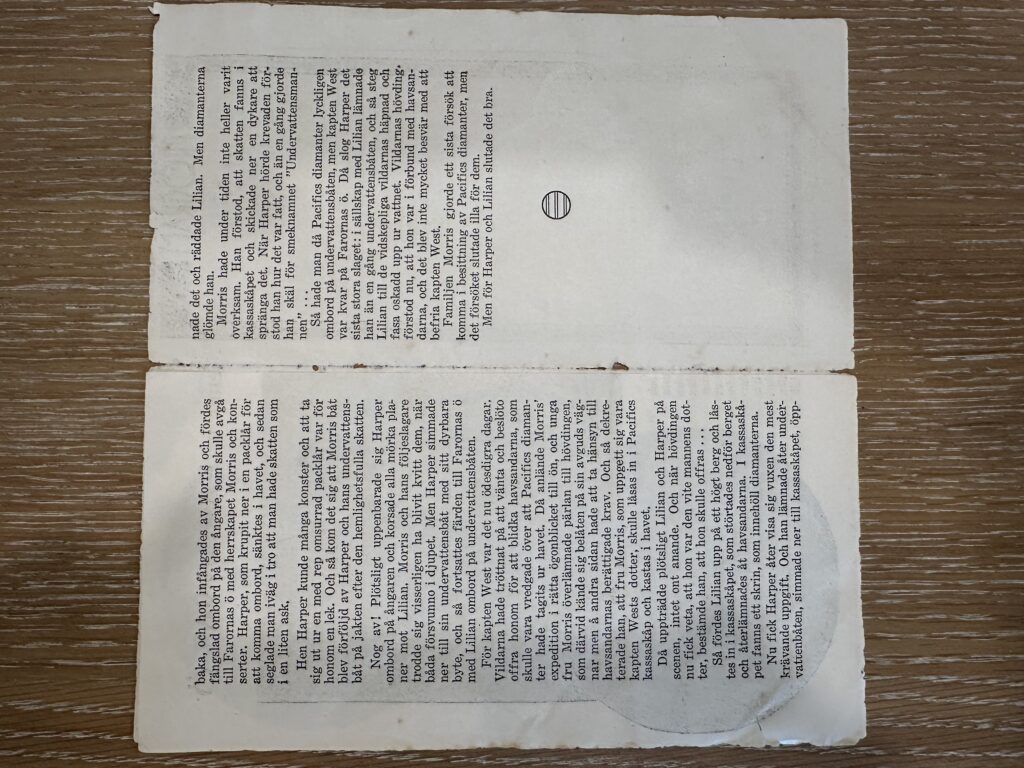 baka, och hon infångades av Morris och fördes
fängslad ombord på den ångare, som skulle avgå
till Farornas ö med herrskapet Morris och kon-
sorter. Harper, som krupit ner i en packlår för
att komma ombord, sänktes i havet, och sedan
seglade man iväg i tro att man hade skatten som
i en liten ask.
Hen Harper kunde många konster och att ta
sig ut ur en med rep omsurrad packlår var för
honom en lek. Och så kom det sig att Morris båt
blev förföljd av Harper och hans undervattens-
båt på jakten efter den hemlighetsfulla skatten.
Nog av! Plötsligt uppenbarade sig Harper
ombord på ångaren och korsade alla mörka pla-
ner mot Lilian. Morris och hans följeslagare
trodde sig visserligen ha blivit kvitt dem, när
båda försvunno i djupet. Men Harper simmade
ner till sin undervattensbåt med sitt dyrbara
byte, och så fortsattes färden till Farornas ö
med Lilian ombord på undervattensbåten.
För kapten West var det nu ödesdigra dagar.
Vildarna hade tröttnat på att vänta och beslöto
offra honom för att blidka havsandarna, som
skulle vara vredgade över att Pacifics diaman-
ter hade tagits ur havet. Då anlände Morris'
expedition i rätta ögonblicket till ön, och unga
fru Morris överlämnade pärlan till hövdingen,
som därvid kände sig belåten på sin avguds väg-
nar men å andra sidan hade att ta hänsyn till
havsandarnas berättigade krav. Och så dekre-
terade han, att fru Morris, som uppgett sig vara
kapten Wests dotter, skulle låsas in i Pacifics
kassaskåp och kastas i havet.
Då uppträdde plötsligt Lilian och Harper på
scenen, intet ont anande. Och när hövdingen
nu fick veta, att hon var den vite mannens dot-
ter, bestämde han, att hon skulle offras ...
Så fördes Lilian upp på ett högt berg och lås-
tes in i kassaskåpet, som störtades nedför berget
och återlämnades åt havsandarna. I kassaskå-
pet fanns ett skrin, som innehöll diamanterna.
Nu fick Harper åter visa sig vuxen den mest
krävande uppgift. Och han lämnade åter under-
vattenbåten, simmade ner till kassaskåpet, öpp-
nade det och räddade Lilian. Men diamanterna
glömde han.
Morris hade under tiden inte heller varit
överksam. Han förstod, att skatten fanns i
kassaskåpet och skickade ner en dykare att
spränga det. När Harper hörde krevaden för-
stod han hur det var fatt, och än en gång gjorde
han skäl för smeknamnet "Undervattensman-
nen" ...
Så hade man då Pacifics diamanter lyckligen
ombord på undervattensbåten, men kapten West
var kvar på Farornas ö. Då slog Harper det
sista stora slaget: i sällskap med Lilian lämnade
han än en gång undervattensbåten, och så steg
Lilian till de vidskepliga vildarnas häpnad och
fasa oskadd upp ur vattnet. Vildarnas hövding
förstod nu, att hon var i förbund med havsan-
darna, och det blev inte mycket besvär med att
befria kapten West.
Familjen Morris gjorde ett sista försök att
komma i besittning av Pacifics diamanter, men
det försöket slutade illa för dem.
Men för Harper och Lilian slutade det bra.